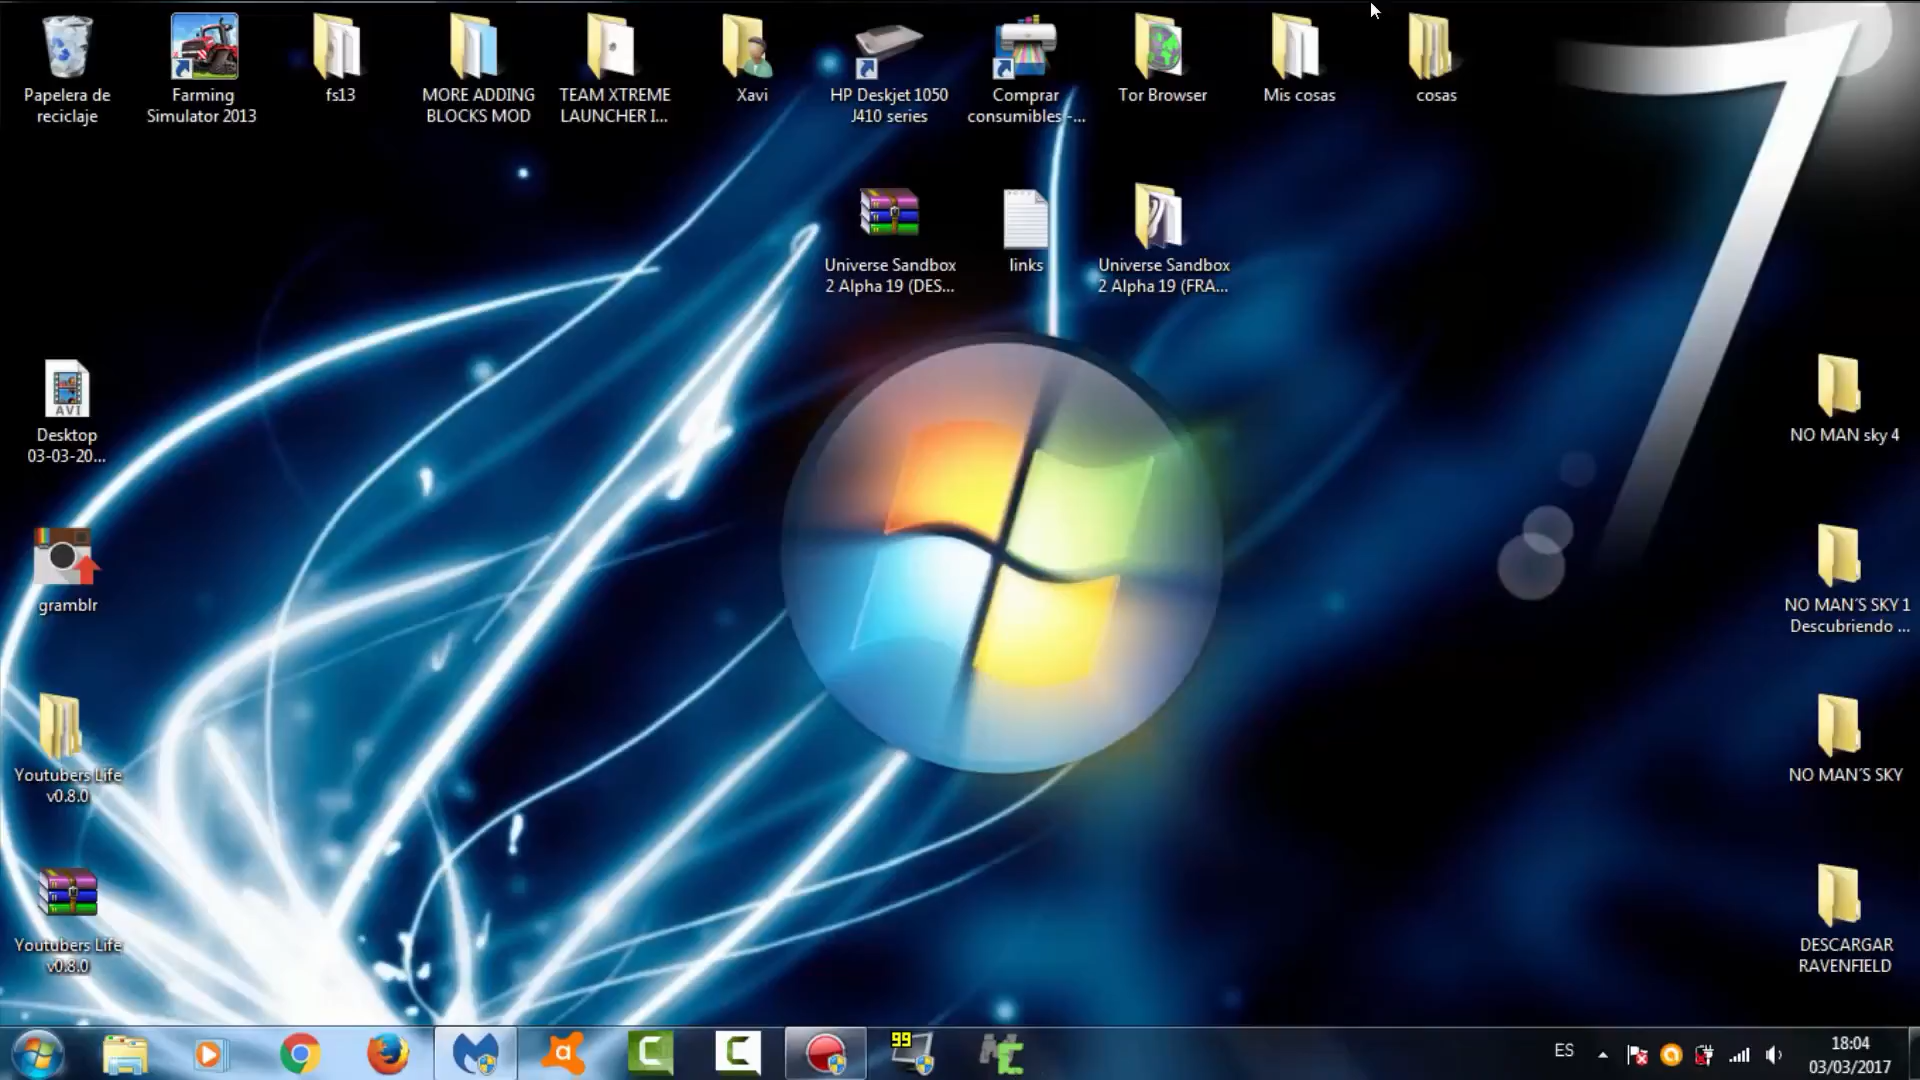 Papelera de
reciclaje
Farming
Simulator 2013
fs13
MORE ADDING
BLOCKS MOD
TEAM XTREME
LAUNCHER I...
Xavi
HP Deskjet 1050
J410 series
Comprar
consumibles -...
Tor Browser
Mis cosas
cosas
Universe Sandbox
2 Alpha 19 (DES...
links
Universe Sandbox
2 Alpha 19 (FRA...
7
AVI
Desktop
03-03-20...
NO MAN sky 4
gramblr
NO MAN´S SKY 1
Descubriendo ...
Youtubers Life
v0.8.0
NO MAN´S SKY
Youtubers Life
v0.8.0
DESCARGAR
RAVENFIELD
99
ES
18:04
03/03/2017